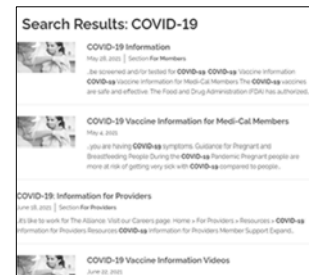 Search Results: COVID-19
COVID-19 Information
May 28, 2021 | Section: For Members
...be screened and/or tested for COVID-19. COVID-19: Vaccine information
COVID-19 Vaccine Information for Medi-Cal Members The COVID-19 vaccines
are safe and effective. The Food and Drug Administration (FDA) has authorized...
COVID-19 Vaccine Information for Medi-Cal Members
May 4, 2021
...you are having COVID-19 symptoms. Guidance for Pregnant and
Breastfeeding People During the COVID-19 Pandemic Pregnant people are
more at risk of getting very sick with COVID-19 compared to people...
COVID-19: Information for Providers
June 18, 2021 | Section: For Providers
...it's like to work for The Alliance. Visit our Careers page. Home » For Providers » Resources » COVID-19
Information for Providers Resources COVID-19 Information for Providers Member Support Expand...
COVID-19 Vaccine Information Videos
June 22, 2021